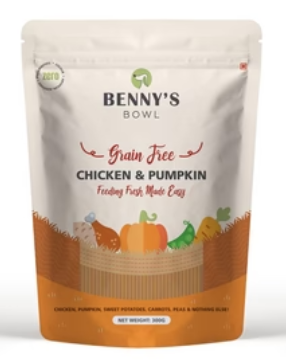 zero
BENNY'S
BOWL
Grain Free
CHICKEN & PUMPKIN
Feeding Fresh Made Easy
CHICKEN, PUMPKIN, SWEET POTATOES, CARROTS, PEAS & NOTHING ELSE!
NET WEIGHT: 300G